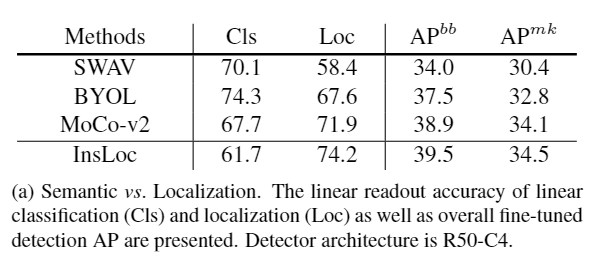 Methods Cls Loc AP^bb AP^mk
SWAV 70.1 58.4 34.0 30.4
BYOL 74.3 67.6 37.5 32.8
MoCo-v2 67.7 71.9 38.9 34.1
InsLoc 61.7 74.2 39.5 34.5
(a) Semantic vs. Localization. The linear readout accuracy of linear
classification (Cls) and localization (Loc) as well as overall fine-tuned
detection AP are presented. Detector architecture is R50-C4.